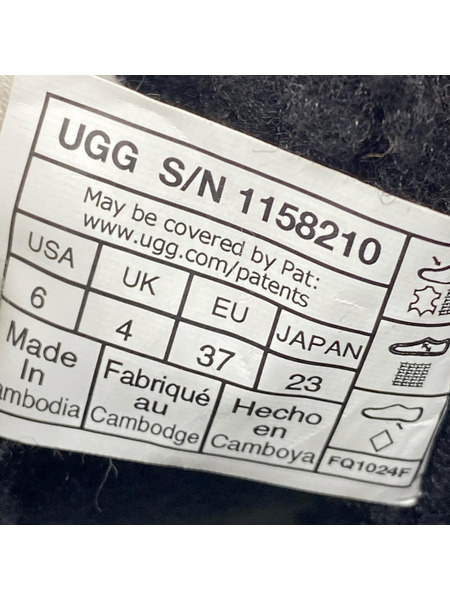 UGG S/N 1158210
May be covered by Pat:
www.ugg.com/patents
USA UK EU JAPAN
6 4 37 23
Made Fabriqué Hecho
In au en
ambodia Cambodge Camboya
FQ1024F